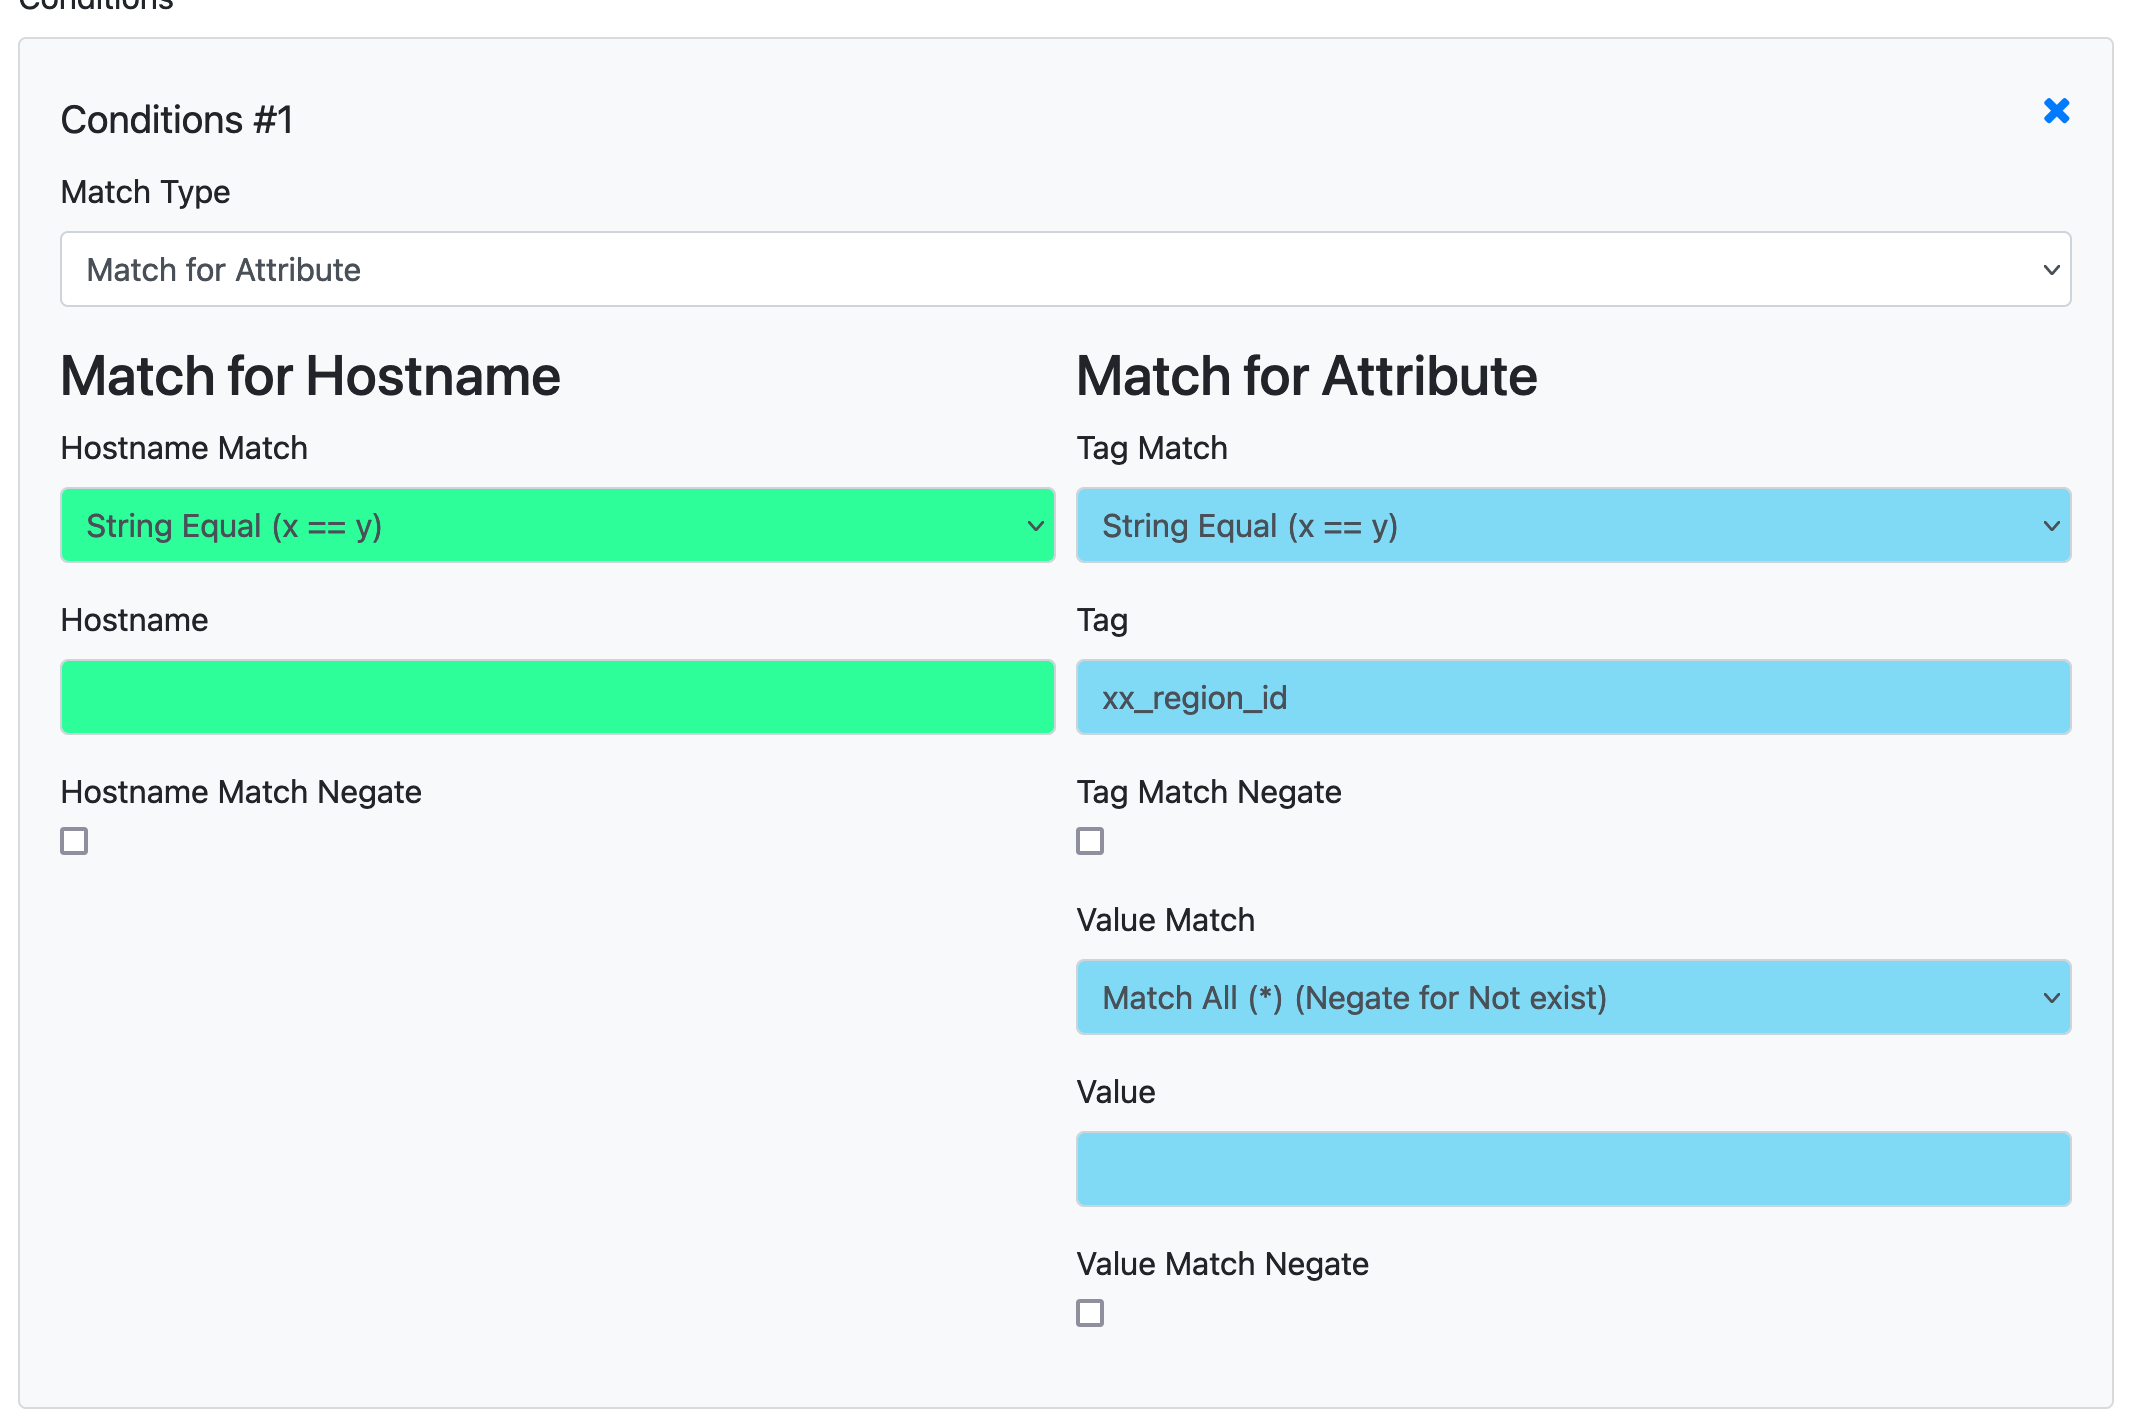 Conditions
Conditions #1
Match Type
Match for Attribute
Match for Hostname
Hostname Match
String Equal (x == y)
Hostname
Hostname Match Negate
Match for Attribute
Tag Match
String Equal (x == y)
Tag
xx_region_id
Tag Match Negate
Value Match
Match All (*) (Negate for Not exist)
Value
Value Match Negate